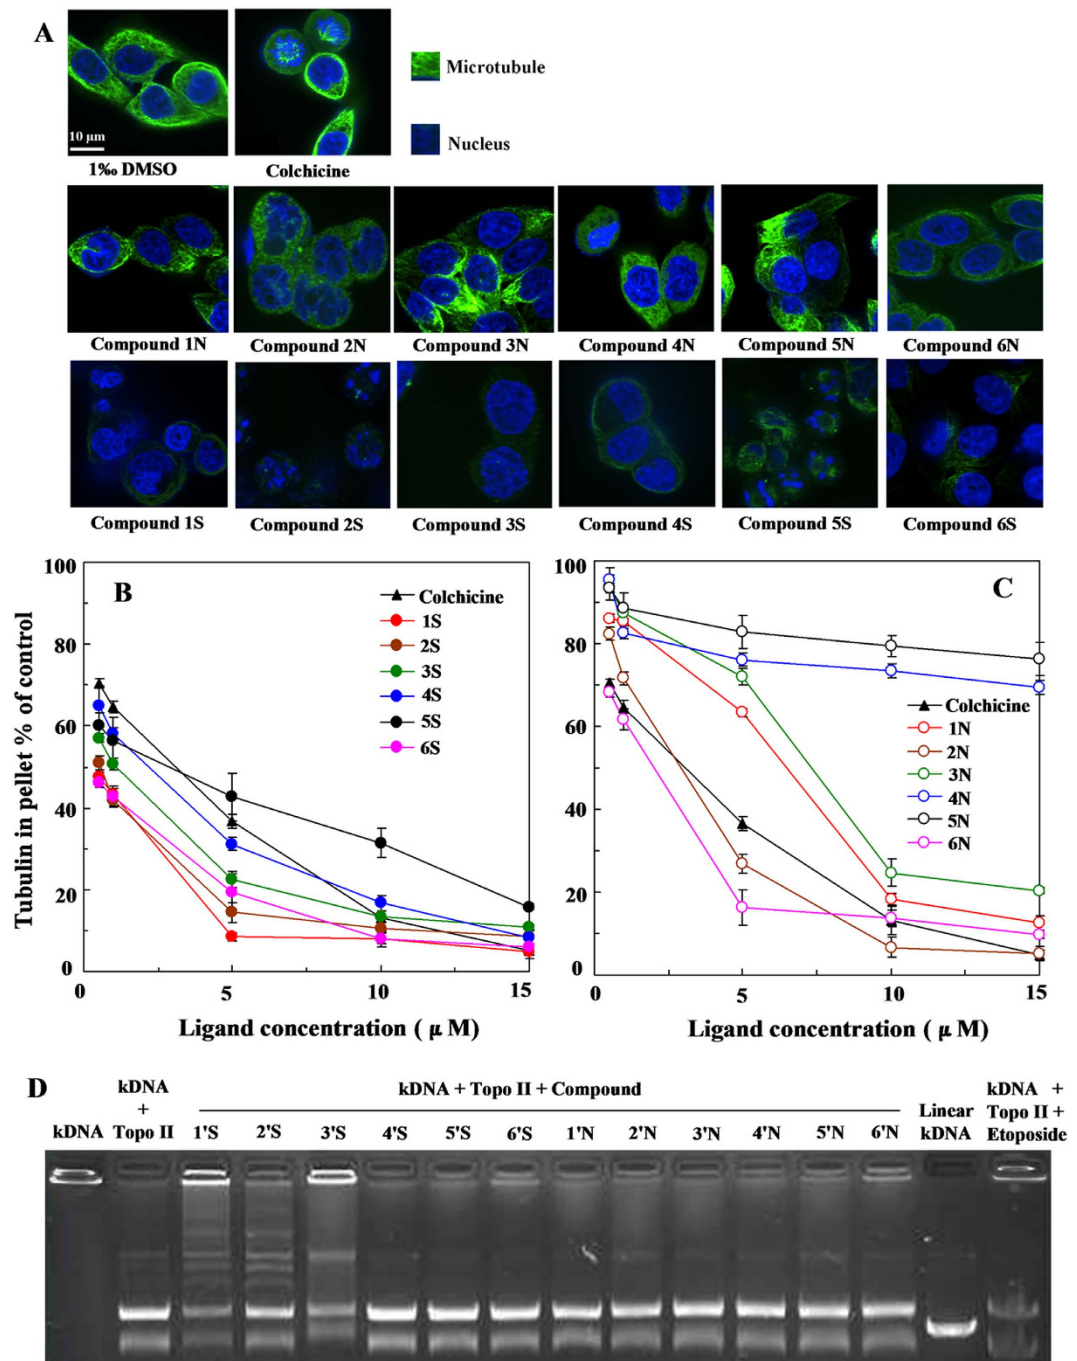 A
Microtubule
Nucleus
10 μm
1‰ DMSO
Colchicine
Compound 1N
Compound 2N
Compound 3N
Compound 4N
Compound 5N
Compound 6N
Compound 1S
Compound 2S
Compound 3S
Compound 4S
Compound 5S
Compound 6S
B
Tubulin in pellet % of control
100
80
60
40
20
0
Colchicine
1S
2S
3S
4S
5S
6S
0 5 10 15
Ligand concentration ( μ M)
C
100
80
60
40
20
0
Colchicine
1N
2N
3N
4N
5N
6N
0 5 10 15
Ligand concentration ( μ M)
D
kDNA
kDNA
+
Topo II
kDNA + Topo II + Compound
1'S 2'S 3'S 4'S 5'S 6'S 1'N 2'N 3'N 4'N 5'N 6'N
Linear
kDNA
kDNA +
Topo II +
Etoposide